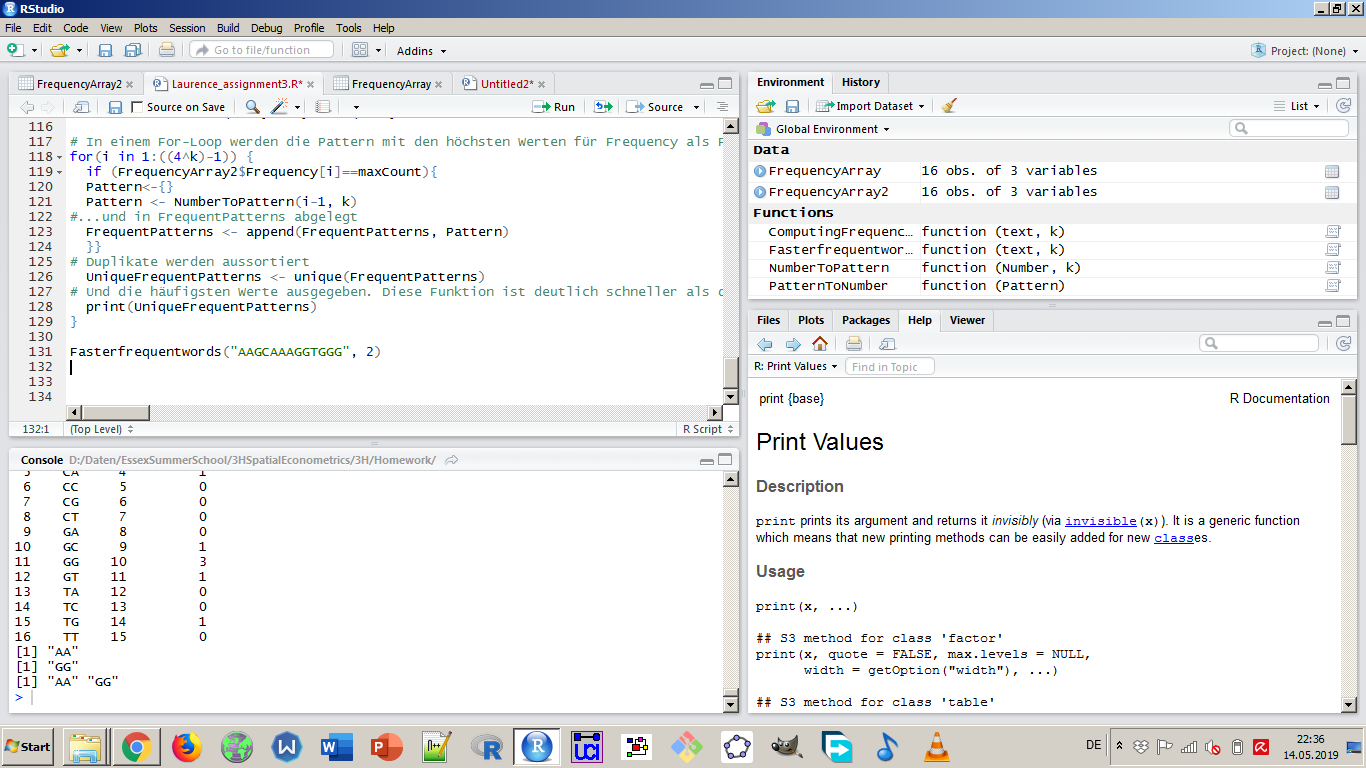 RStudio
File Edit Code View Plots Session Build Debug Profile Tools Help
Go to file/function Addins Project: (None)
FrequencyArray2 Laurence_assignment3.R* FrequencyArray Untitled2*
Source on Save Run Source
116
117 # In einem For-Loop werden die Pattern mit den höchsten Werten für Frequency als
118 for(i in 1:((4^k)-1)) {
119 if (FrequencyArray2$Frequency[i]==maxCount){
120 Pattern<-{}
121 Pattern <- NumberToPattern(i-1, k)
122 #...und in FrequentPatterns abgelegt
123 FrequentPatterns <- append(FrequentPatterns, Pattern)
124 }}
125 # Duplikate werden aussortiert
126 UniqueFrequentPatterns <- unique(FrequentPatterns)
127 # Und die häufigsten Werte ausgegeben. Diese Funktion ist deutlich schneller als
128 print(UniqueFrequentPatterns)
129 }
130
131 Fasterfrequentwords("AAGCAAAGGTGGG", 2)
132
133
134
132:1 (Top Level) R Script
Console D:/Daten/EssexSummerSchool/3HSpatialEconometrics/3H/Homework/
5 CA 4 1
6 CC 5 0
7 CG 6 0
8 CT 7 0
9 GA 8 0
10 GC 9 1
11 GG 10 3
12 GT 11 1
13 TA 12 0
14 TC 13 0
15 TG 14 1
16 TT 15 0
[1] "AA"
[1] "GG"
[1] "AA" "GG"
>
Environment History
Import Dataset List
Global Environment
Data
FrequencyArray 16 obs. of 3 variables
FrequencyArray2 16 obs. of 3 variables
Functions
ComputingFrequenc… function (text, k)
Fasterfrequentwor… function (text, k)
NumberToPattern function (Number, k)
PatternToNumber function (Pattern)
Files Plots Packages Help Viewer
R: Print Values Find in Topic
print {base} R Documentation
Print Values
Description
print prints its argument and returns it invisibly (via invisible(x)). It is a generic function
which means that new printing methods can be easily added for new classes.
Usage
print(x, ...)
## S3 method for class 'factor'
print(x, quote = FALSE, max.levels = NULL,
width = getOption("width"), ...)
## S3 method for class 'table'
Start DE 22:36
14.05.2019